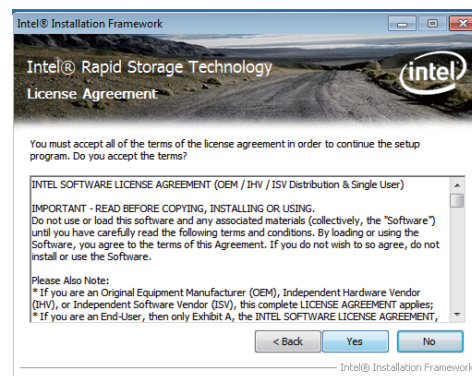 Intel® Installation Framework
Intel® Rapid Storage Technology
License Agreement
intel
You must accept all of the terms of the license agreement in order to continue the setup
program. Do you accept the terms?
INTEL SOFTWARE LICENSE AGREEMENT (OEM / IHV / ISV Distribution & Single User)
IMPORTANT - READ BEFORE COPYING, INSTALLING OR USING.
Do not use or load this software and any associated materials (collectively, the "Software")
until you have carefully read the following terms and conditions. By loading or using the
Software, you agree to the terms of this Agreement. If you do not wish to so agree, do not
install or use the Software.
Please Also Note:
* If you are an Original Equipment Manufacturer (OEM), Independent Hardware Vendor
(IHV), or Independent Software Vendor (ISV), this complete LICENSE AGREEMENT applies;
* If you are an End-User, then only Exhibit A, the INTEL SOFTWARE LICENSE AGREEMENT,
< Back Yes No
Intel® Installation Framework